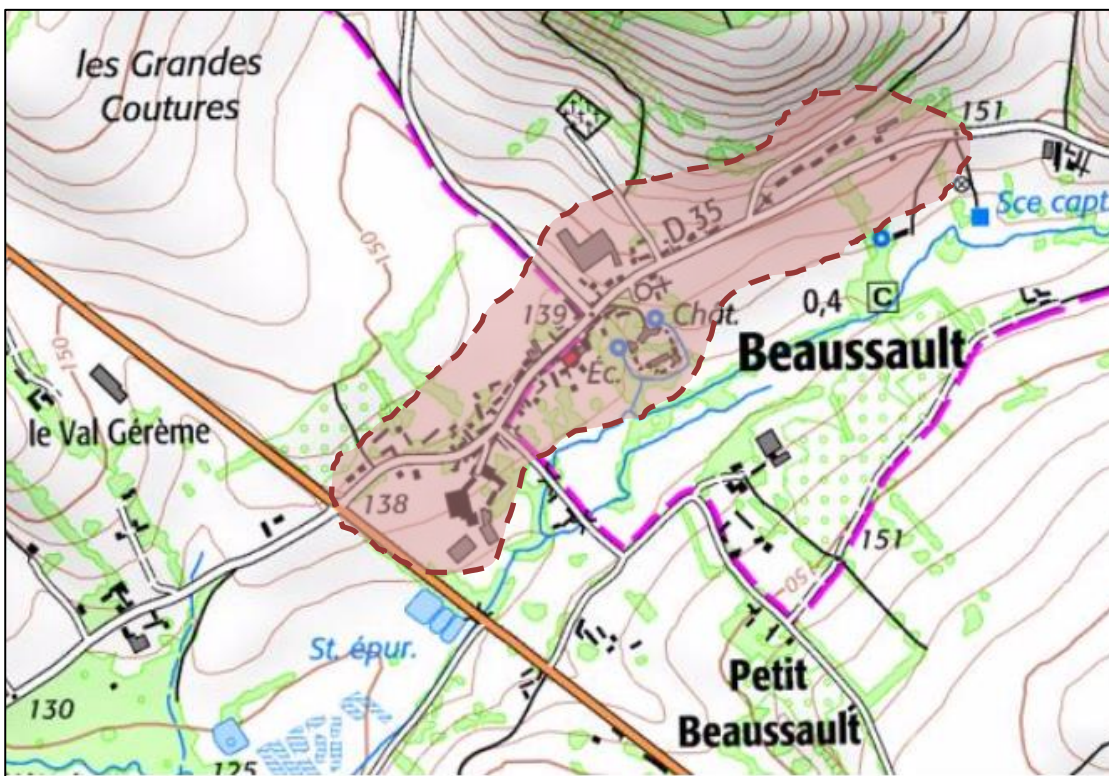 les Grandes
Coutures
151
Sce capt.
D 35
150
139
Chât.
0,4
C
Beaussault
Éc.
150
le Val Gérème
138
151
150
St. épur.
Petit
Beaussault
130
125